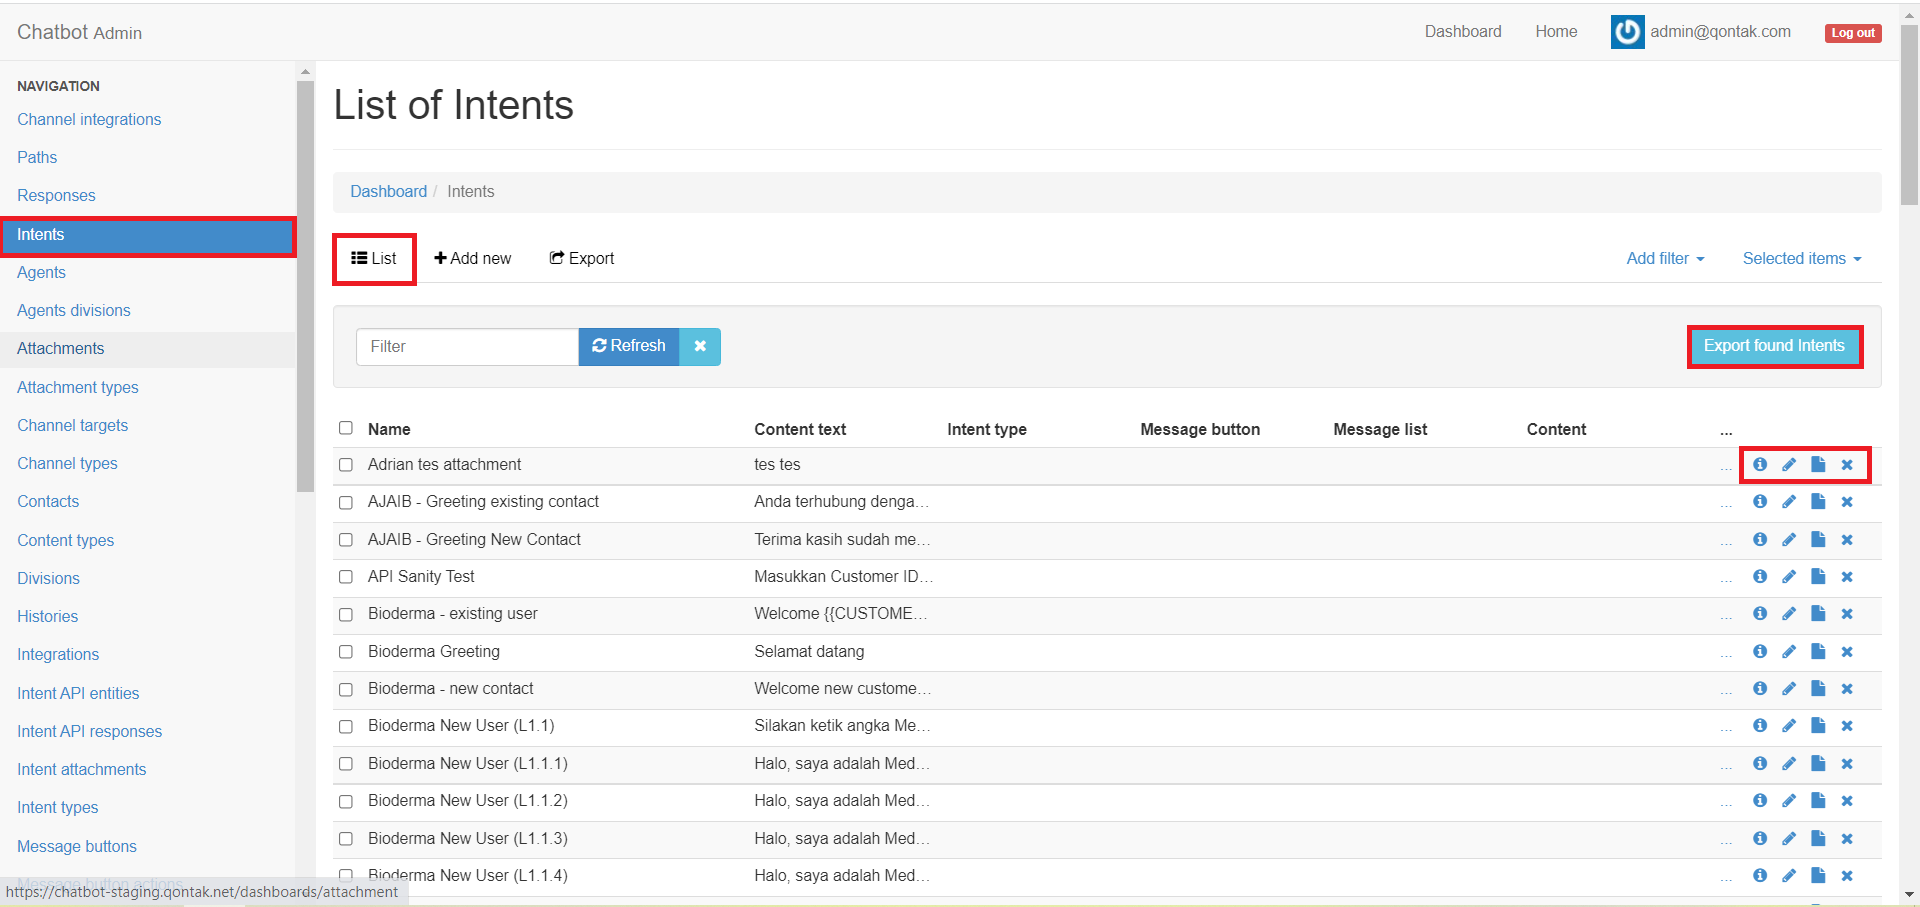 Chatbot Admin
Dashboard
Home
admin@qontak.com
Log out
NAVIGATION
Channel integrations
Paths
Responses
Intents
Agents
Agents divisions
Attachments
Attachment types
Channel targets
Channel types
Contacts
Content types
Divisions
Histories
Integrations
Intent API entities
Intent API responses
Intent attachments
Intent types
Message buttons
Message button actions
https://chatbot-staging.qontak.net/dashboards/attachment
List of Intents
Dashboard / Intents
List
Add new
Export
Add filter
Selected items
Filter
Refresh
Export found Intents
Name Content text Intent type Message button Message list Content ...
Adrian tes attachment tes tes ...
AJAIB - Greeting existing contact Anda terhubung denga... ...
AJAIB - Greeting New Contact Terima kasih sudah me... ...
API Sanity Test Masukkan Customer ID... ...
Bioderma - existing user Welcome {{CUSTOME... ...
Bioderma Greeting Selamat datang ...
Bioderma - new contact Welcome new custome... ...
Bioderma New User (L1.1) Silakan ketik angka Me... ...
Bioderma New User (L1.1.1) Halo, saya adalah Med... ...
Bioderma New User (L1.1.2) Halo, saya adalah Med... ...
Bioderma New User (L1.1.3) Halo, saya adalah Med... ...
Bioderma New User (L1.1.4) Halo, saya adalah Med... ...